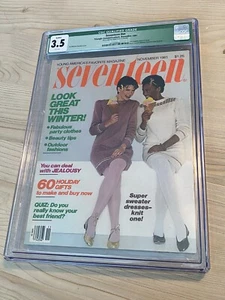 3.5
YOUNG AMERICA'S FAVORITE MAGAZINE
NOVEMBER 1983
seventeen
LOOK
GREAT
THIS
WINTER!
• Fabulous
party clothes
• Beauty tips
• Outdoor
fashions
You can deal
with JEALOUSY
60 HOLIDAY
GIFTS
to make and buy now
QUIZ: Do you
really know your
best friend?
Super
sweater
dresses–
knit
one!